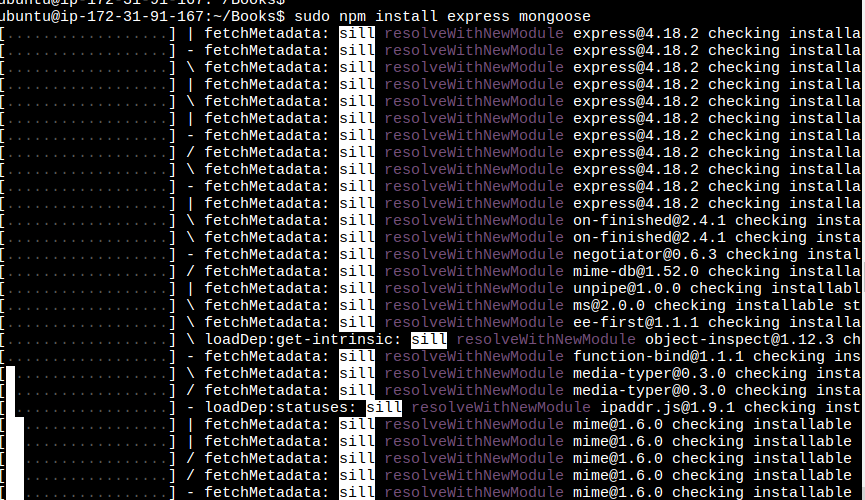 ubuntu@ip-172-31-91-167:~/Books$
ubuntu@ip-172-31-91-167:~/Books$ sudo npm install express mongoose
[..................] | fetchMetadata: sill resolveWithNewModule express@4.18.2 checking installa
[..................] - fetchMetadata: sill resolveWithNewModule express@4.18.2 checking installa
[..................] \ fetchMetadata: sill resolveWithNewModule express@4.18.2 checking installa
[..................] | fetchMetadata: sill resolveWithNewModule express@4.18.2 checking installa
[..................] \ fetchMetadata: sill resolveWithNewModule express@4.18.2 checking installa
[..................] | fetchMetadata: sill resolveWithNewModule express@4.18.2 checking installa
[..................] - fetchMetadata: sill resolveWithNewModule express@4.18.2 checking installa
[..................] / fetchMetadata: sill resolveWithNewModule express@4.18.2 checking installa
[..................] \ fetchMetadata: sill resolveWithNewModule express@4.18.2 checking installa
[..................] - fetchMetadata: sill resolveWithNewModule express@4.18.2 checking installa
[..................] | fetchMetadata: sill resolveWithNewModule express@4.18.2 checking installa
[..................] \ fetchMetadata: sill resolveWithNewModule on-finished@2.4.1 checking insta
[..................] \ fetchMetadata: sill resolveWithNewModule on-finished@2.4.1 checking insta
[..................] - fetchMetadata: sill resolveWithNewModule negotiator@0.6.3 checking instal
[..................] / fetchMetadata: sill resolveWithNewModule mime-db@1.52.0 checking installa
[..................] | fetchMetadata: sill resolveWithNewModule unpipe@1.0.0 checking installabl
[..................] \ fetchMetadata: sill resolveWithNewModule ms@2.0.0 checking installable st
[..................] \ fetchMetadata: sill resolveWithNewModule ee-first@1.1.1 checking installa
[..................] \ loadDep:get-intrinsic: sill resolveWithNewModule object-inspect@1.12.3 ch
[..................] - fetchMetadata: sill resolveWithNewModule function-bind@1.1.1 checking ins
[ .................] \ fetchMetadata: sill resolveWithNewModule media-typer@0.3.0 checking insta
[ .................] / fetchMetadata: sill resolveWithNewModule media-typer@0.3.0 checking insta
[ .................] - loadDep:statuses: sill resolveWithNewModule ipaddr.js@1.9.1 checking inst
[  ................] | fetchMetadata: sill resolveWithNewModule mime@1.6.0 checking installable
[  ................] | fetchMetadata: sill resolveWithNewModule mime@1.6.0 checking installable
[  ................] / fetchMetadata: sill resolveWithNewModule mime@1.6.0 checking installable
[  ................] / fetchMetadata: sill resolveWithNewModule mime@1.6.0 checking installable
[  ................] - fetchMetadata: sill resolveWithNewModule mime@1.6.0 checking installable